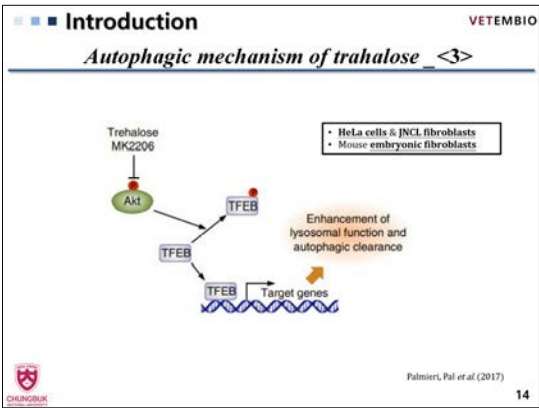 Introduction
VETEMBIO
Autophagic mechanism of trahalose _<3>
Trehalose
MK2206
• HeLa cells & JNCL fibroblasts
• Mouse embryonic fibroblasts
P
Akt
P
TFEB
TFEB
Enhancement of
lysosomal function and
autophagic clearance
TFEB
Target genes
Palmieri, Pal et al. (2017)
CHUNGBUK
14